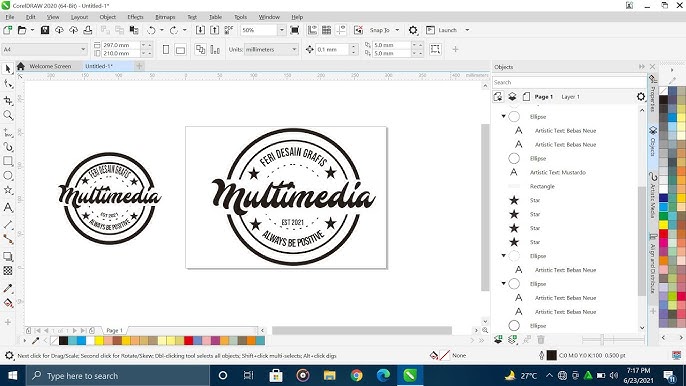 CorelDRAW 2020 (64-Bit) - Untitled-1*
File Edit View Layout Object Effects Bitmaps Text Table Tools Window Help
50% Snap To Launch
A4 297.0 mm 210.0 mm Units: millimeters 0.1 mm 5.0 mm 5.0 mm
Welcome Screen Untitled-1*
millimeters
FERI DESAIN GRAFIS
Multimedia
EST 2021
ALWAYS BE POSITIVE
FERI DESAIN GRAFIS
Multimedia
EST 2021
ALWAYS BE POSITIVE
Objects
Search
Page 1 Layer 1
Ellipse
Artistic Text: Bebas Neue
Ellipse
Artistic Text: Mustardo
Rectangle
Star
Star
Star
Star
Ellipse
Artistic Text: Bebas Neue
Ellipse
Artistic Text: Bebas Neue
Artistic Text: Bebas Neue
Ellipse
Properties
Objects
Artistic Media
Align and Distribute
1 of 1 Page 1
Next click for Drag/Scale; Second click for Rotate/Skew; Dbl-clicking tool selects all objects; Shift+click multi-selects; Alt+click digs
None
C:0 M:0 Y:0 K:100 0.500 pt
Type here to search
27°C
7:17 PM
6/23/2021